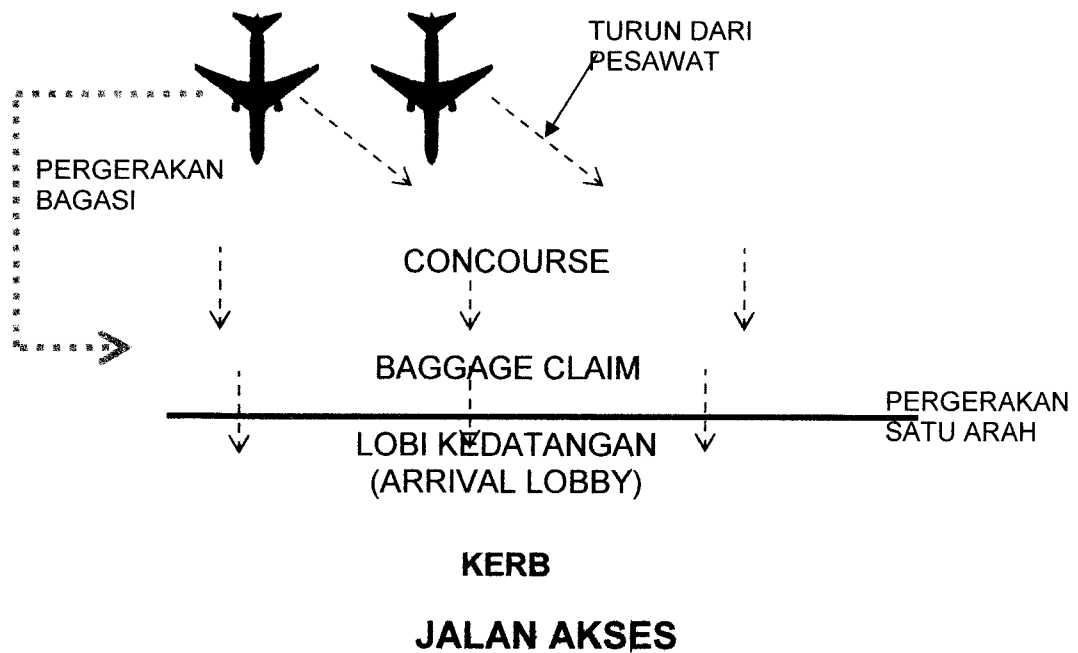 TURUN DARI
PESAWAT
PERGERAKAN
BAGASI
CONCOURSE
BAGGAGE CLAIM
PERGERAKAN
SATU ARAH
LOBI KEDATANGAN
(ARRIVAL LOBBY)
KERB
JALAN AKSES